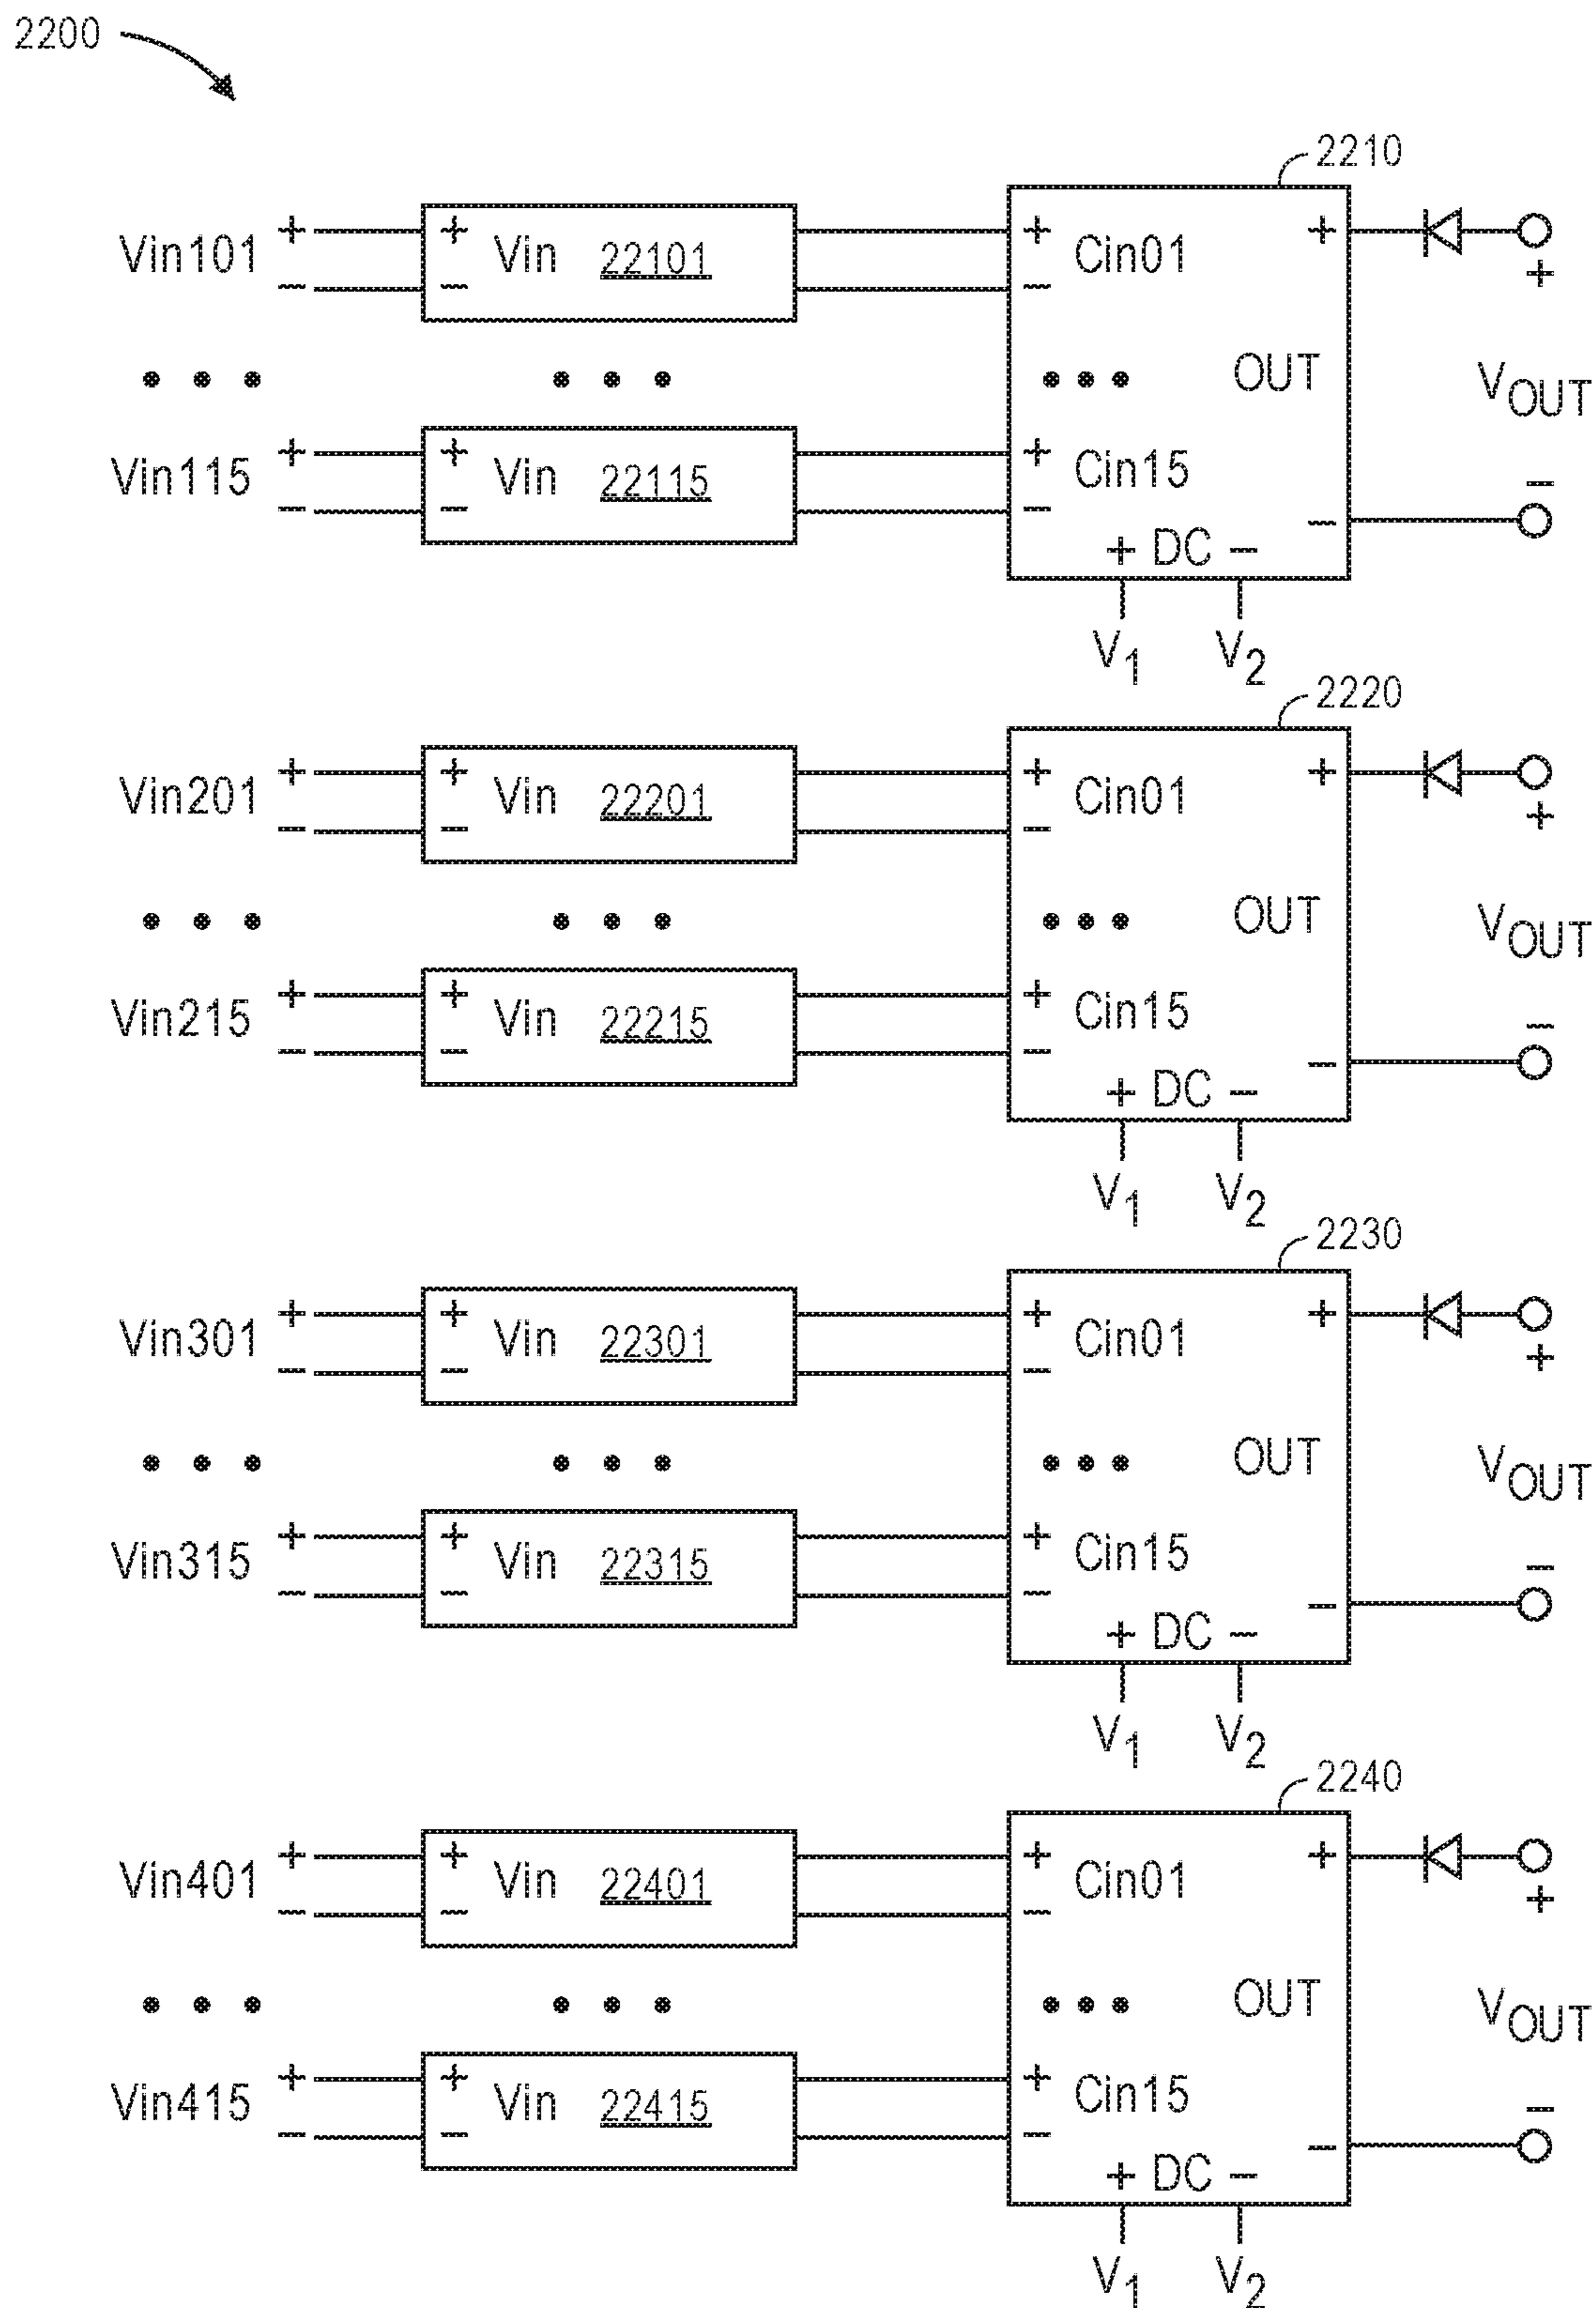 2200
2210
Vin101 + + Vin 22101 + Cin01 +
− − − +
OUT VOUT
Vin115 + + Vin 22115 + Cin15 −
− − − −
+ DC −
V1 V2
2220
Vin201 + + Vin 22201 + Cin01 +
− − − +
OUT VOUT
Vin215 + + Vin 22215 + Cin15 −
− − − −
+ DC −
V1 V2
2230
Vin301 + + Vin 22301 + Cin01 +
− − − +
OUT VOUT
Vin315 + + Vin 22315 + Cin15 −
− − − −
+ DC −
V1 V2
2240
Vin401 + + Vin 22401 + Cin01 +
− − − +
OUT VOUT
Vin415 + + Vin 22415 + Cin15 −
− − − −
+ DC −
V1 V2